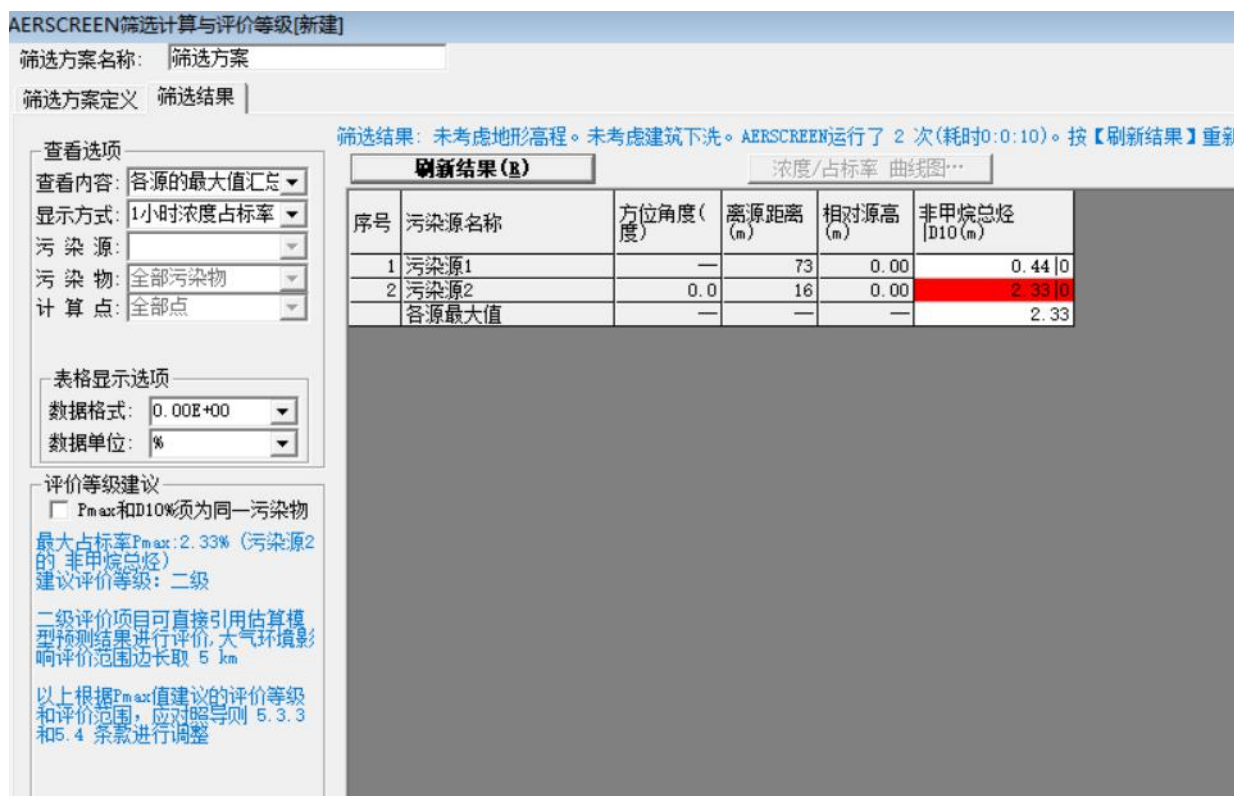 AERSCREEN筛选计算与评价等级[新建]
筛选方案名称: 筛选方案
筛选方案定义 筛选结果
筛选结果: 未考虑地形高程。未考虑建筑下洗。AERSCREEN运行了 2 次(耗时0:0:10)。按【刷新结果】重新
查看选项
查看内容: 各源的最大值汇总
显示方式: 1小时浓度占标率
污 染 源:
污 染 物: 全部污染物
计 算 点: 全部点
刷新结果(R) 浓度/占标率 曲线图…
序号 污染源名称 方位角度(度) 离源距离(m) 相对源高(m) 非甲烷总烃|D10(m)
1 污染源1 — 73 0.00 0.44|0
2 污染源2 0.0 16 0.00 2.33|0
各源最大值 — — — 2.33
表格显示选项
数据格式: 0.00E+00
数据单位: %
评价等级建议
Pmax和D10%须为同一污染物
最大占标率Pmax:2.33% (污染源2
的 非甲烷总烃)
建议评价等级: 二级
二级评价项目可直接引用估算模
型预测结果进行评价,大气环境影
响评价范围边长取 5 km
以上根据Pmax值建议的评价等级
和评价范围, 应对照导则 5.3.3
和5.4 条款进行调整